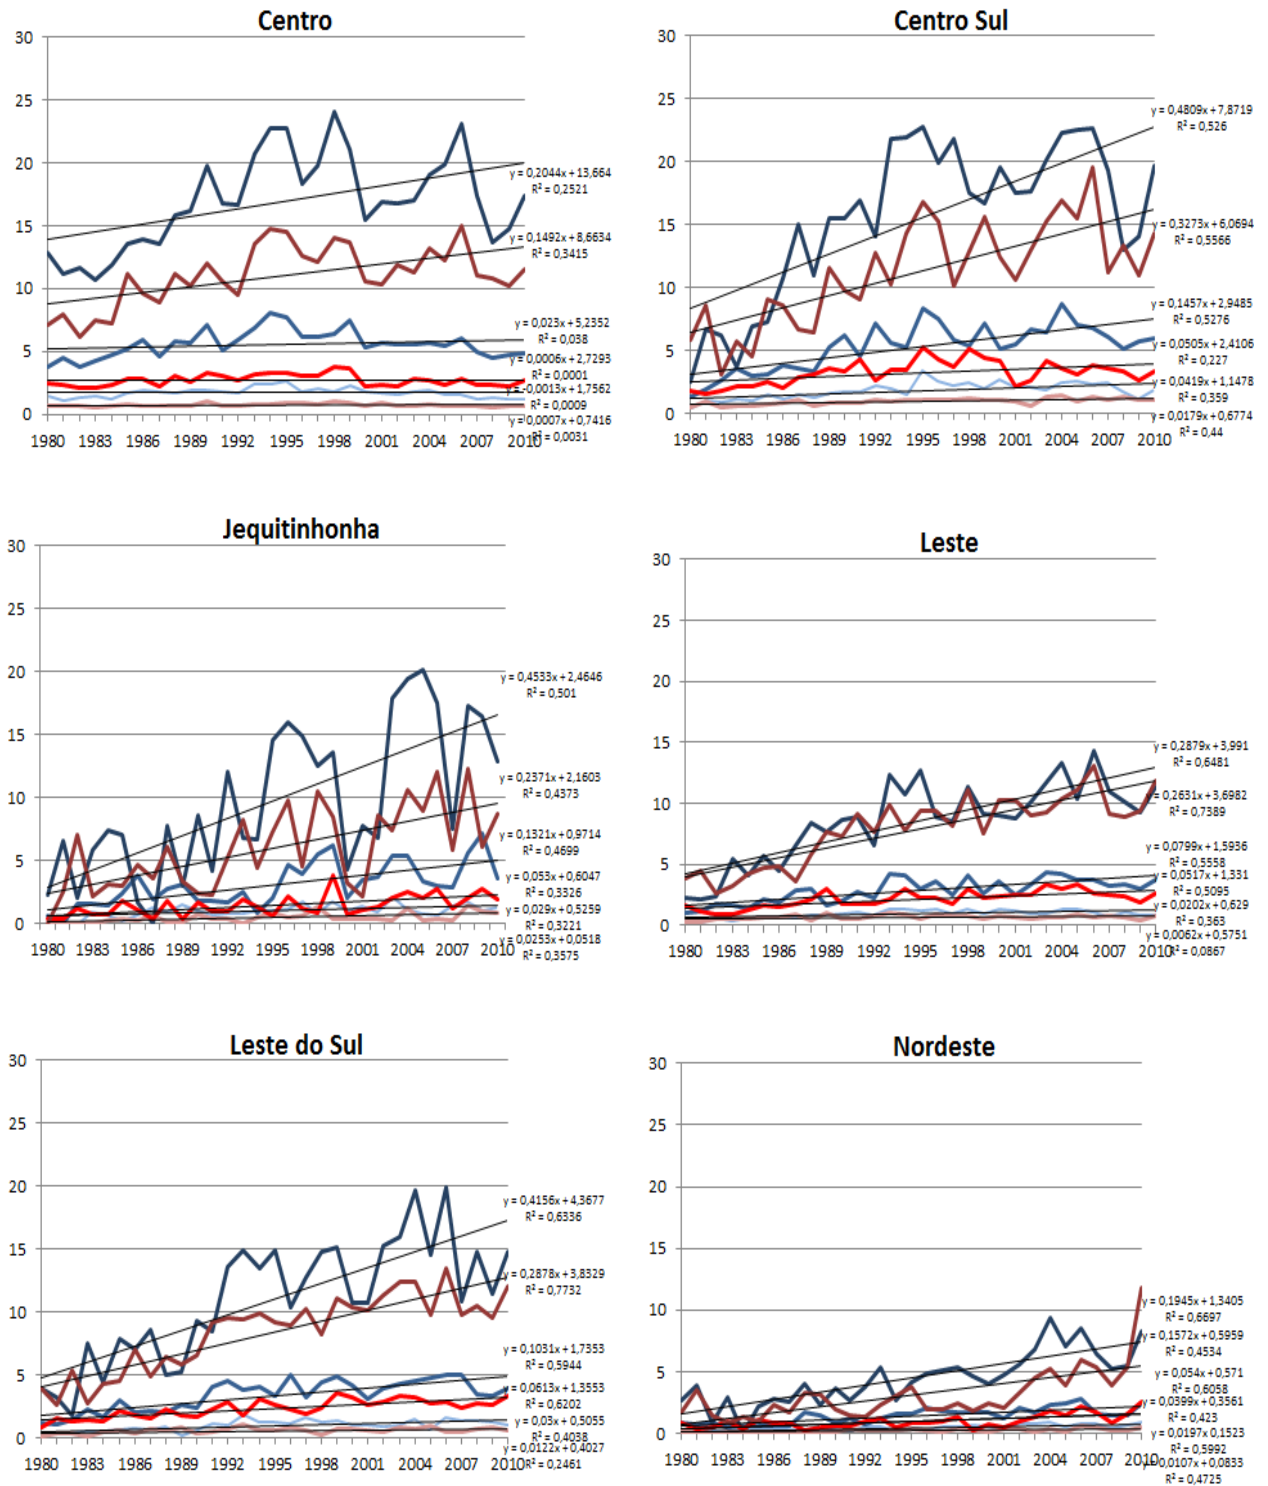 Centro
30
25
20
15
10
5
0
1980 1983 1986 1989 1992 1995 1998 2001 2004 2007 2010
y = 0,2044x + 13,664
R² = 0,2521
y = 0,1492x + 8,6634
R² = 0,3415
y = 0,023x + 5,2352
R² = 0,038
y = 0,0006x + 2,7293
R² = 0,0001
y = -0,0013x + 1,7562
R² = 0,0009
y = 0,0007x + 0,7416
R² = 0,0031
Centro Sul
30
25
20
15
10
5
0
1980 1983 1986 1989 1992 1995 1998 2001 2004 2007 2010
y = 0,4809x + 7,8719
R² = 0,526
y = 0,3273x + 6,0694
R² = 0,5566
y = 0,1457x + 2,9485
R² = 0,5276
y = 0,0505x + 2,4106
R² = 0,227
y = 0,0419x + 1,1478
R² = 0,359
y = 0,0179x + 0,6774
R² = 0,44
Jequitinhonha
30
25
20
15
10
5
0
1980 1983 1986 1989 1992 1995 1998 2001 2004 2007 2010
y = 0,4533x + 2,4646
R² = 0,501
y = 0,2371x + 2,1603
R² = 0,4373
y = 0,1321x + 0,9714
R² = 0,4699
y = 0,053x + 0,6047
R² = 0,3326
y = 0,029x + 0,5259
R² = 0,3221
y = 0,0253x + 0,0518
R² = 0,3575
Leste
30
25
20
15
10
5
0
1980 1983 1986 1989 1992 1995 1998 2001 2004 2007 2010
y = 0,2879x + 3,991
R² = 0,6481
y = 0,2631x + 3,6982
R² = 0,7389
y = 0,0799x + 1,5936
R² = 0,5558
y = 0,0517x + 1,331
R² = 0,5095
y = 0,0202x + 0,629
R² = 0,363
y = 0,0062x + 0,5751
R² = 0,0867
Leste do Sul
30
25
20
15
10
5
0
1980 1983 1986 1989 1992 1995 1998 2001 2004 2007 2010
y = 0,4156x + 4,3677
R² = 0,6336
y = 0,2878x + 3,8329
R² = 0,7732
y = 0,1031x + 1,7353
R² = 0,5944
y = 0,0613x + 1,3553
R² = 0,6202
y = 0,03x + 0,5055
R² = 0,4038
y = 0,0122x + 0,4027
R² = 0,2461
Nordeste
30
25
20
15
10
5
0
1980 1983 1986 1989 1992 1995 1998 2001 2004 2007 2010
y = 0,1945x + 1,3405
R² = 0,6697
y = 0,1572x + 0,5959
R² = 0,4534
y = 0,054x + 0,571
R² = 0,6058
y = 0,0399x + 0,3561
R² = 0,423
y = 0,0197x + 0,1523
R² = 0,5992
y = 0,0107x + 0,0833
R² = 0,4725